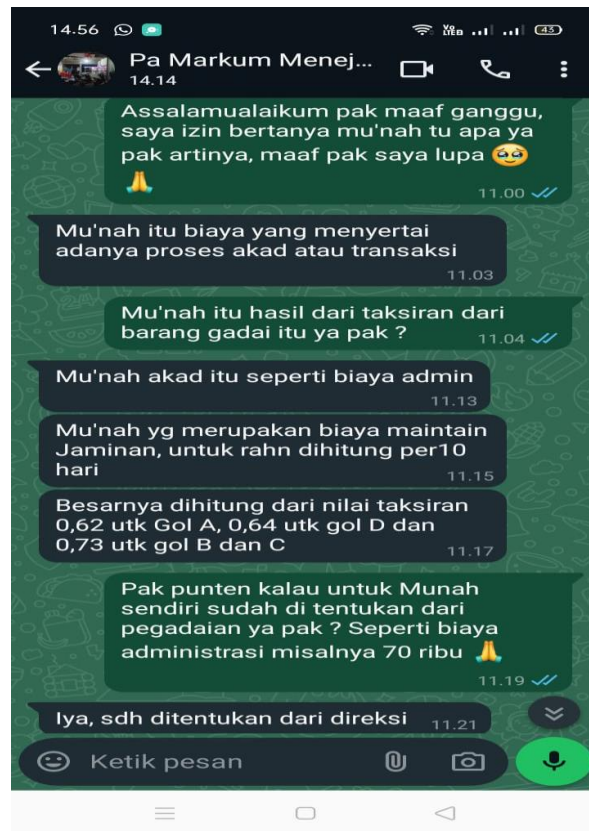 14.56
43
Pa Markum Menej...
14.14
Assalamualaikum pak maaf ganggu,
saya izin bertanya mu'nah tu apa ya
pak artinya, maaf pak saya lupa 🥹
🙏
11.00
Mu'nah itu biaya yang menyertai
adanya proses akad atau transaksi
11.03
Mu'nah itu hasil dari taksiran dari
barang gadai itu ya pak ?
11.04
Mu'nah akad itu seperti biaya admin
11.13
Mu'nah yg merupakan biaya maintain
Jaminan, untuk rahn dihitung per10
hari
11.15
Besarnya dihitung dari nilai taksiran
0,62 utk Gol A, 0,64 utk gol D dan
0,73 utk gol B dan C
11.17
Pak punten kalau untuk Munah
sendiri sudah di tentukan dari
pegadaian ya pak ? Seperti biaya
administrasi misalnya 70 ribu 🙏
11.19
Iya, sdh ditentukan dari direksi 11.21
Ketik pesan